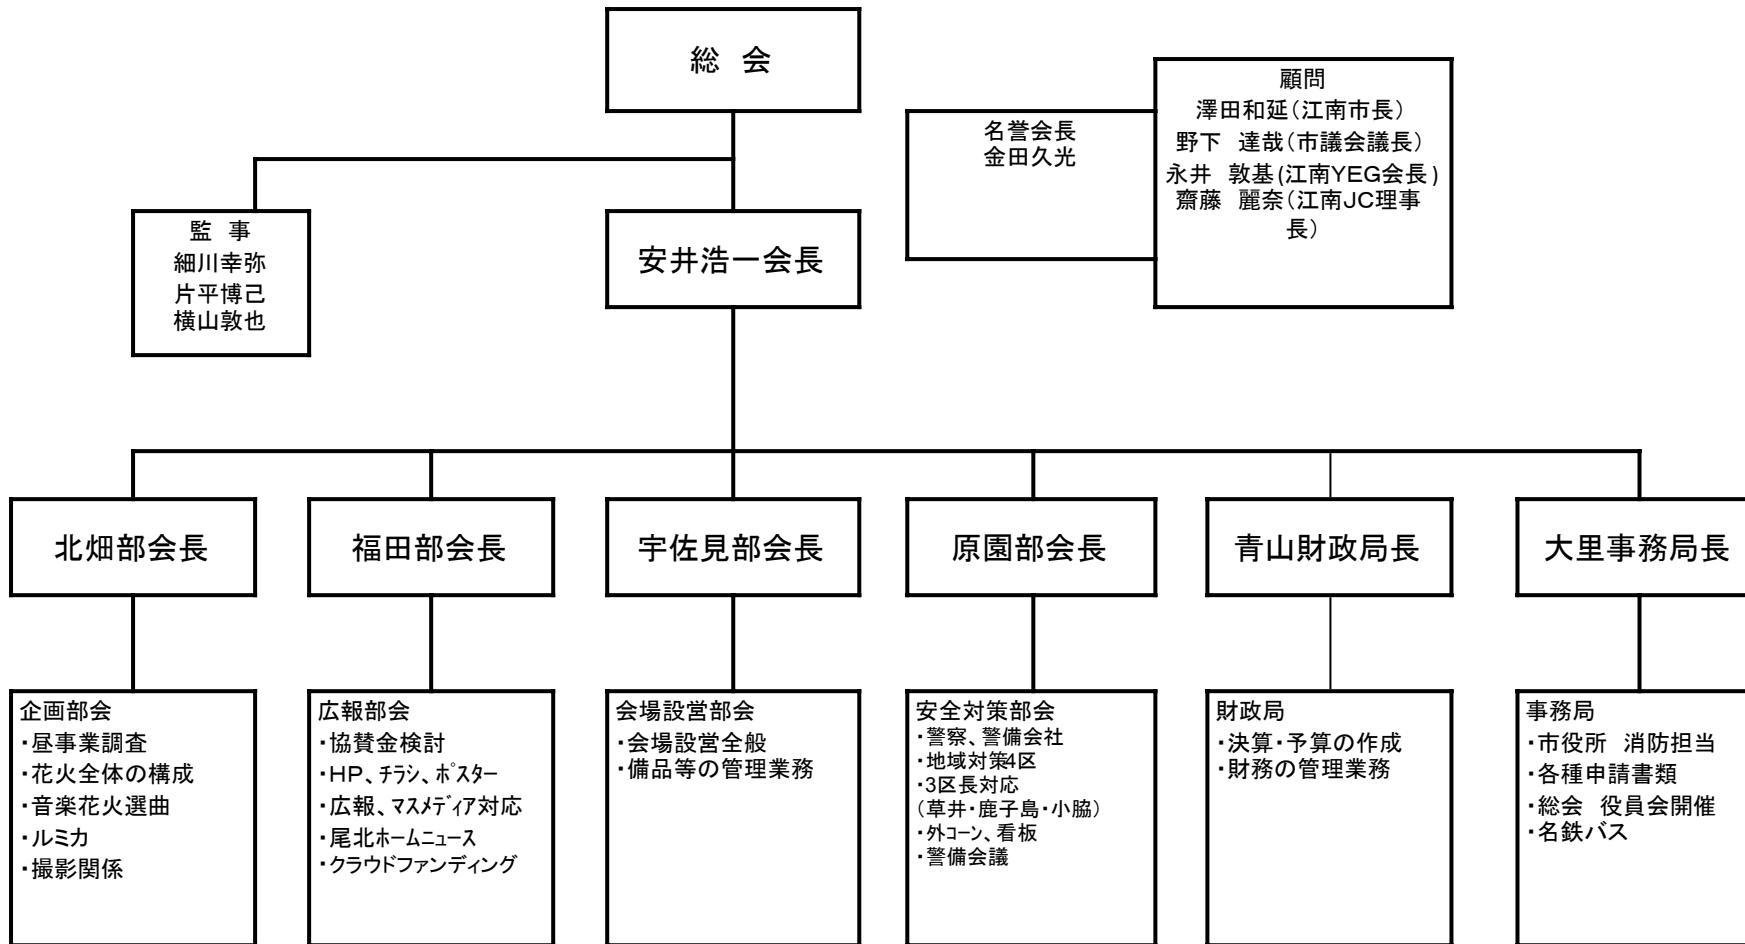 総　会
顧問
澤田和延（江南市長）
野下　達哉（市議会議長）
永井　敦基(江南YEG会長)
齋藤　麗奈（江南JC理事
長）
名誉会長
金田久光
監　事
細川幸弥
片平博己
横山敦也
安井浩一会長
北畑部会長
福田部会長
宇佐見部会長
原園部会長
青山財政局長
大里事務局長
企画部会
・昼事業調査
・花火全体の構成
・音楽花火選曲
・ルミカ
・撮影関係
広報部会
・協賛金検討
・HP、ﾁﾗｼ、ﾎﾟｽﾀｰ
・広報、ﾏｽﾒﾃﾞｨｱ対応
・尾北ホームニュース
・クラウドファンディング
会場設営部会
・会場設営全般
・備品等の管理業務
安全対策部会
・警察、警備会社
・地域対策4区
・3区長対応
（草井・鹿子島・小脇）
・外ｺｰﾝ、看板
・警備会議
財政局
・決算・予算の作成
・財務の管理業務
事務局
・市役所　消防担当
・各種申請書類
・総会　役員会開催
・名鉄バス